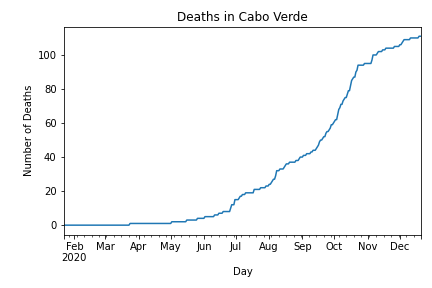 Deaths in Cabo Verde
Number of Deaths
100
80
60
40
20
0
Feb Mar Apr May Jun Jul Aug Sep Oct Nov Dec
2020
Day